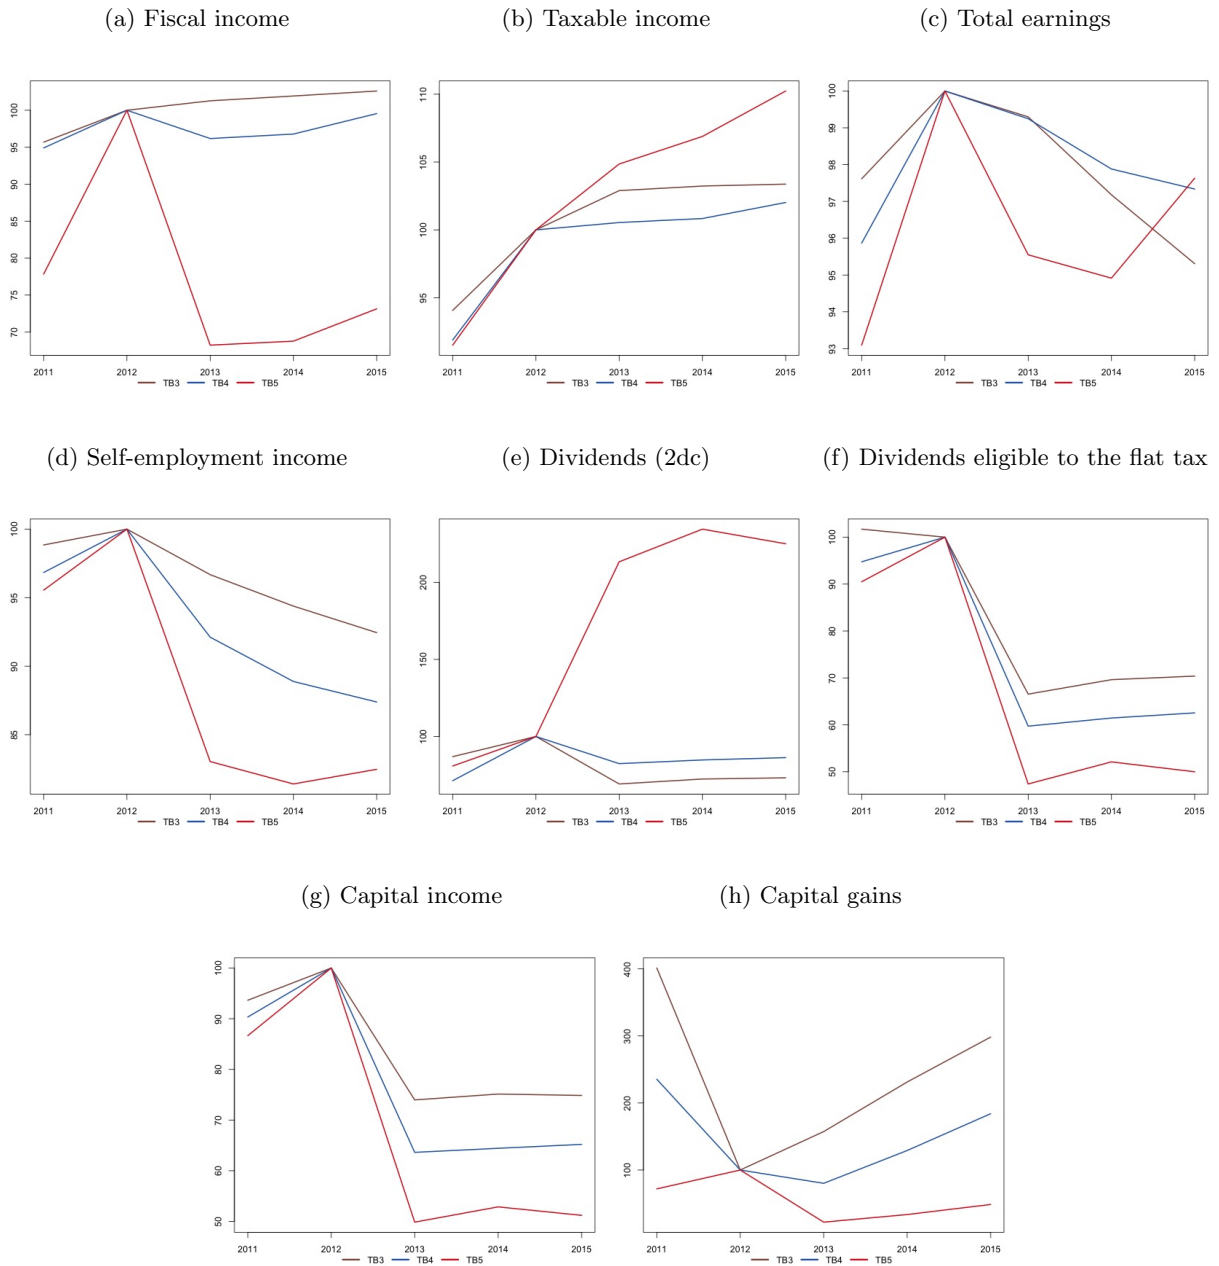 (a) Fiscal income
(b) Taxable income
(c) Total earnings
100
95
90
85
80
75
70
2011 2012 2013 2014 2015
TB3 TB4 TB5
110
105
100
95
2011 2012 2013 2014 2015
TB3 TB4 TB5
100
99
98
97
96
95
94
93
2011 2012 2013 2014 2015
TB3 TB4 TB5
(d) Self-employment income
(e) Dividends (2dc)
(f) Dividends eligible to the flat tax
100
95
90
85
2011 2012 2013 2014 2015
TB3 TB4 TB5
200
150
100
2011 2012 2013 2014 2015
TB3 TB4 TB5
100
90
80
70
60
50
2011 2012 2013 2014 2015
TB3 TB4 TB5
(g) Capital income
(h) Capital gains
100
90
80
70
60
50
2011 2012 2013 2014 2015
TB3 TB4 TB5
400
300
200
100
2011 2012 2013 2014 2015
TB3 TB4 TB5